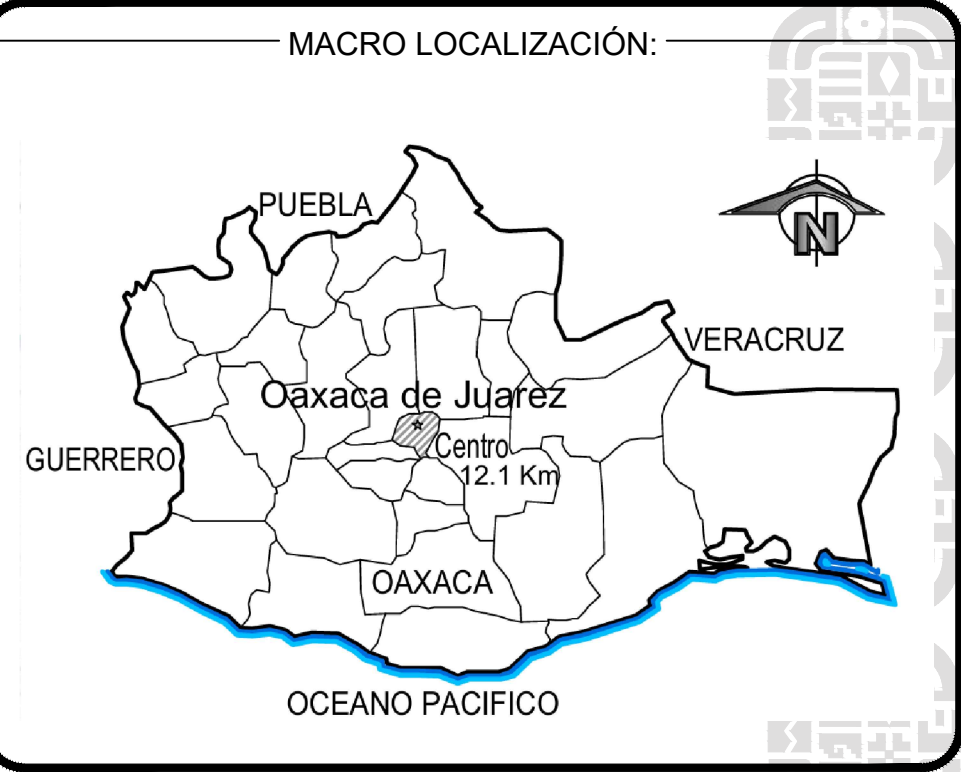 MACRO LOCALIZACIÓN:
PUEBLA
N
VERACRUZ
Oaxaca de Juarez
Centro
GUERRERO
12.1 Km
OAXACA
OCEANO PACIFICO